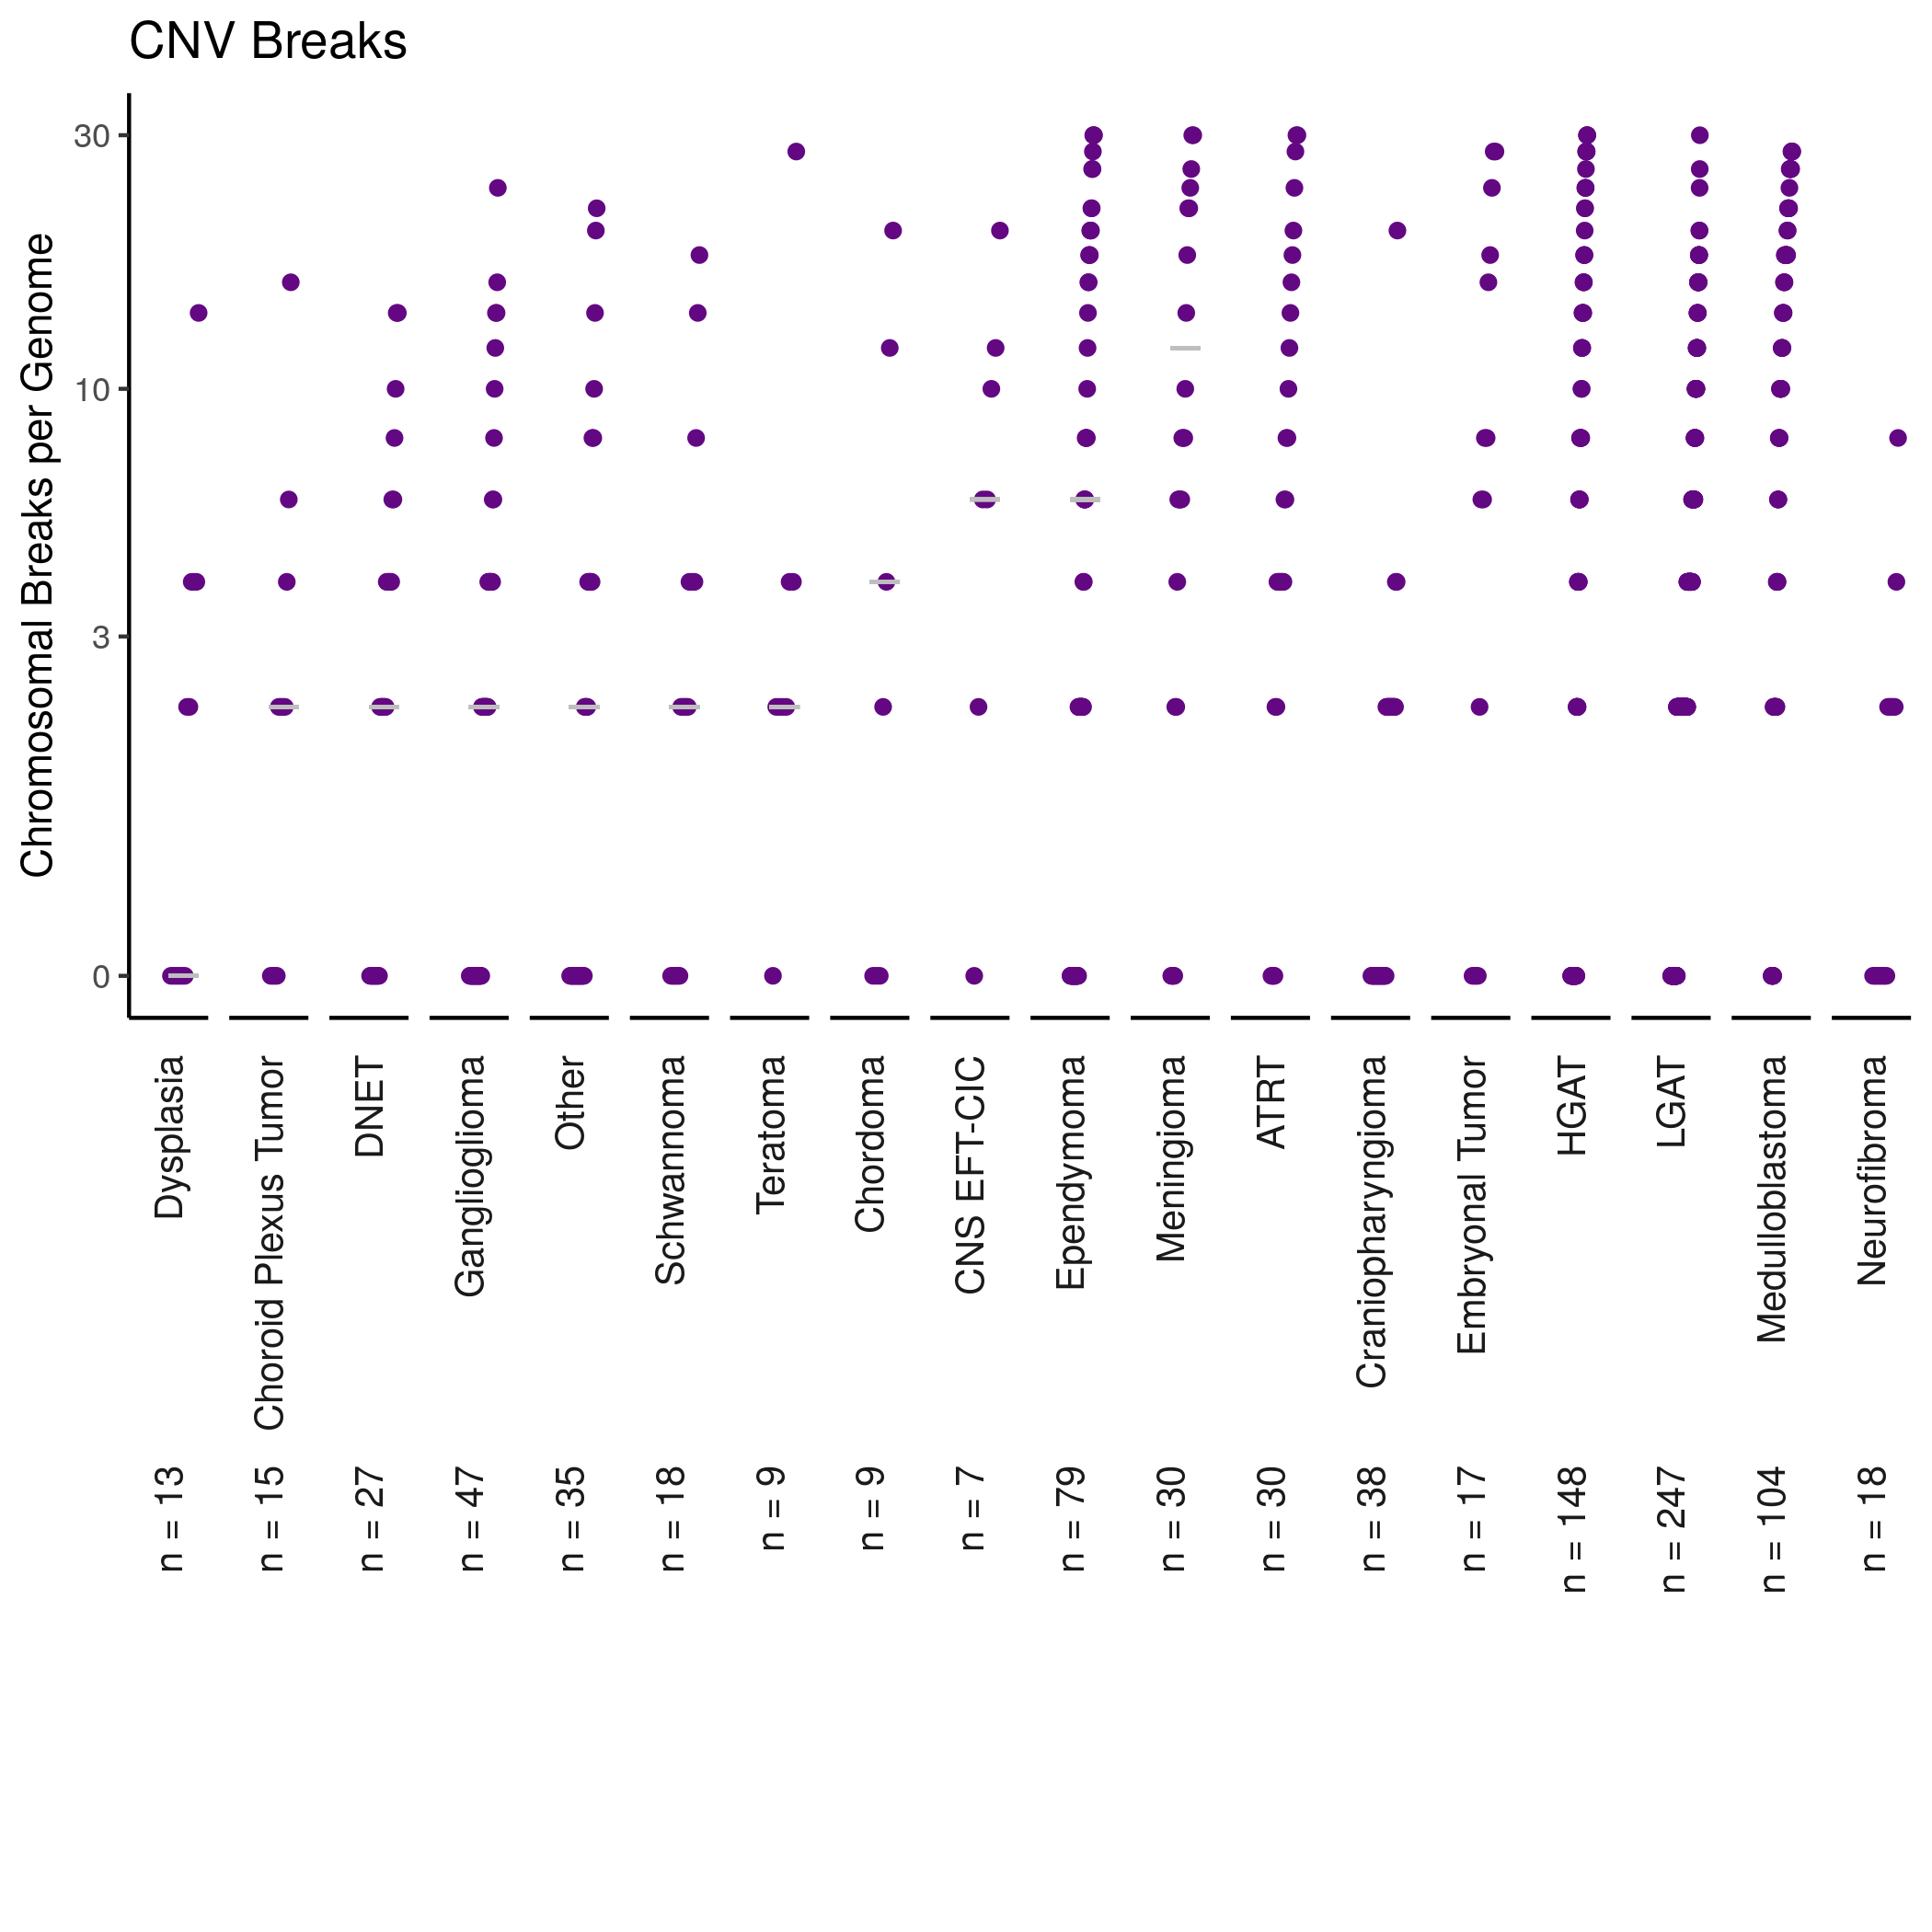 CNV Breaks
Chromosomal Breaks per Genome
30
10
3
0
Dysplasia
Choroid Plexus Tumor
DNET
Ganglioglioma
Other
Schwannoma
Teratoma
Chordoma
CNS EFT-CIC
Ependymoma
Meningioma
ATRT
Craniopharyngioma
Embryonal Tumor
HGAT
LGAT
Medulloblastoma
Neurofibroma
n = 13
n = 15
n = 27
n = 47
n = 35
n = 18
n = 9
n = 9
n = 7
n = 79
n = 30
n = 30
n = 38
n = 17
n = 148
n = 247
n = 104
n = 18